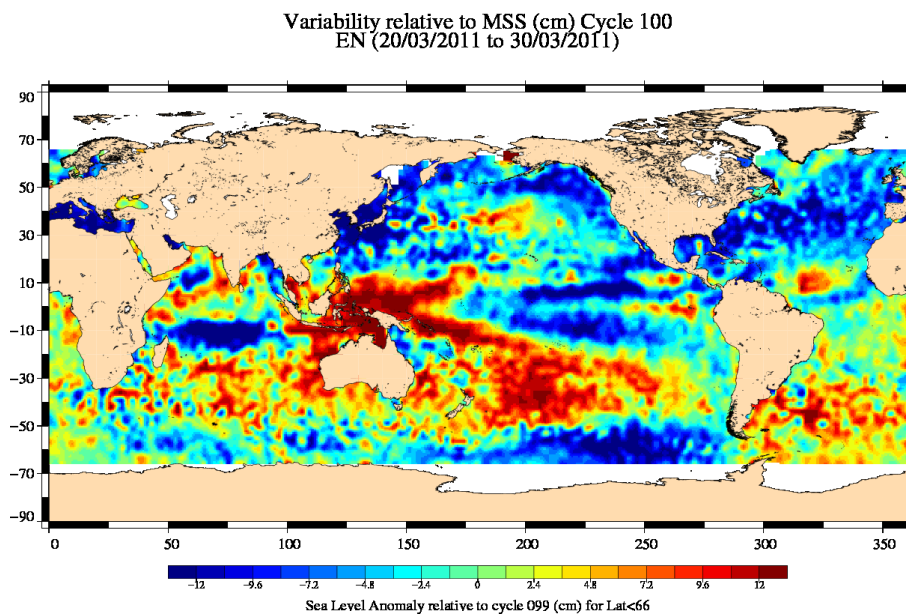 Variability relative to MSS (cm) Cycle 100
EN (20/03/2011 to 30/03/2011)
90
70
50
30
10
−10
−30
−50
−70
−90
0 50 100 150 200 250 300 350
−12 −9.6 −7.2 −4.8 −2.4 0 2.4 4.8 7.2 9.6 12
Sea Level Anomaly relative to cycle 099 (cm) for Lat<66